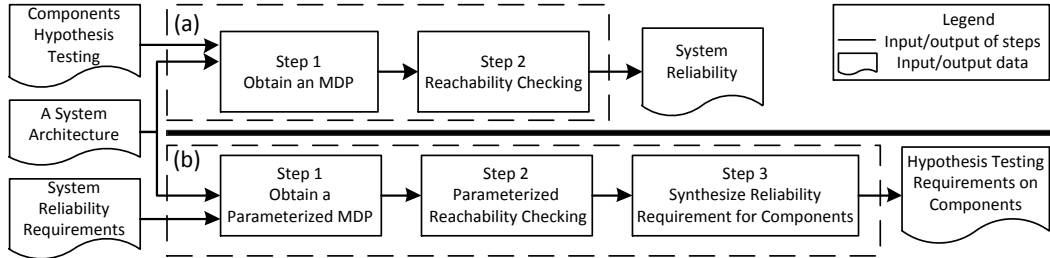 Components
Hypothesis
Testing
A System
Architecture
System
Reliability
Requirements
(a)
Step 1
Obtain an MDP
Step 2
Reachability Checking
System
Reliability
Legend
Input/output of steps
Input/output data
(b)
Step 1
Obtain a
Parameterized MDP
Step 2
Parameterized
Reachability Checking
Step 3
Synthesize Reliability
Requirement for Components
Hypothesis Testing
Requirements on
Components